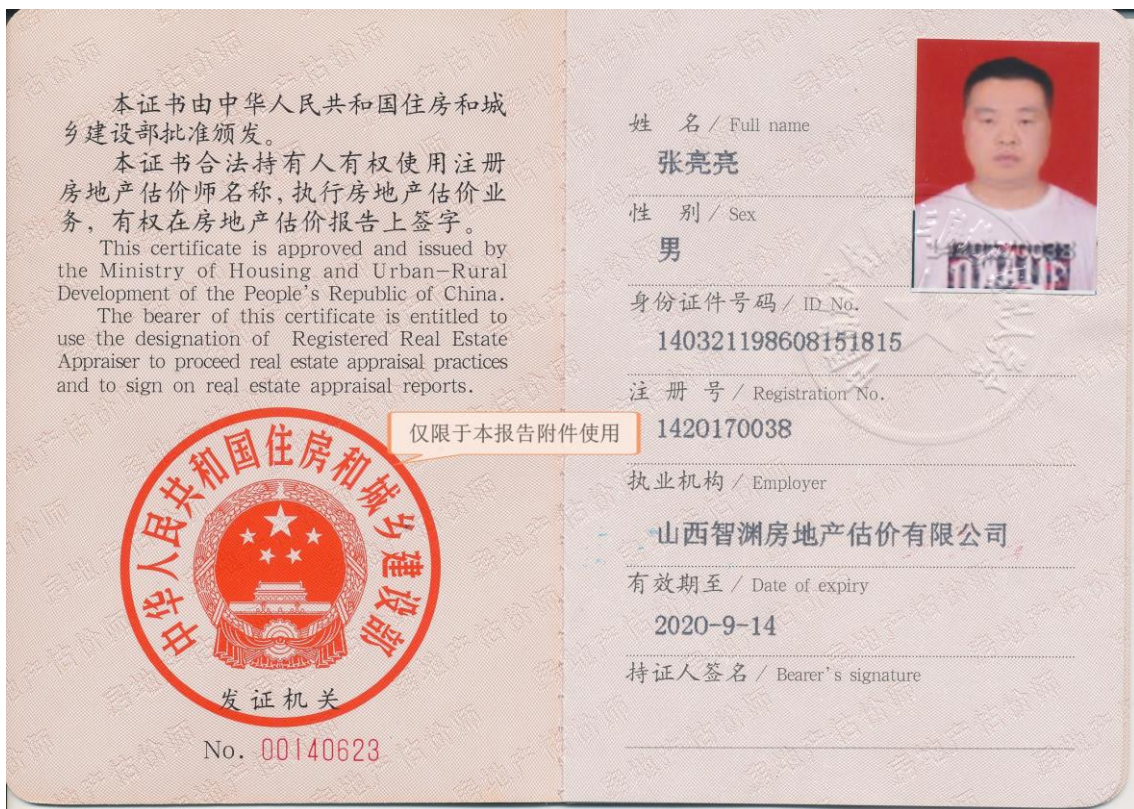 本证书由中华人民共和国住房和城
乡建设部批准颁发。
本证书合法持有人有权使用注册
房地产估价师名称,执行房地产估价业
务,有权在房地产估价报告上签字。
This certificate is approved and issued by
the Ministry of Housing and Urban-Rural
Development of the People's Republic of China.
The bearer of this certificate is entitled to
use the designation of Registered Real Estate
Appraiser to proceed real estate appraisal practices
and to sign on real estate appraisal reports.
仅限于本报告附件使用
中华人民共和国住房和城乡建设部
发证机关
No. 00140623
姓 名 / Full name
张亮亮
性 别 / Sex
男
身份证件号码 / ID No.
140321198608151815
注 册 号 / Registration No.
1420170038
执业机构 / Employer
山西智渊房地产估价有限公司
有效期至 / Date of expiry
2020-9-14
持证人签名 / Bearer's signature